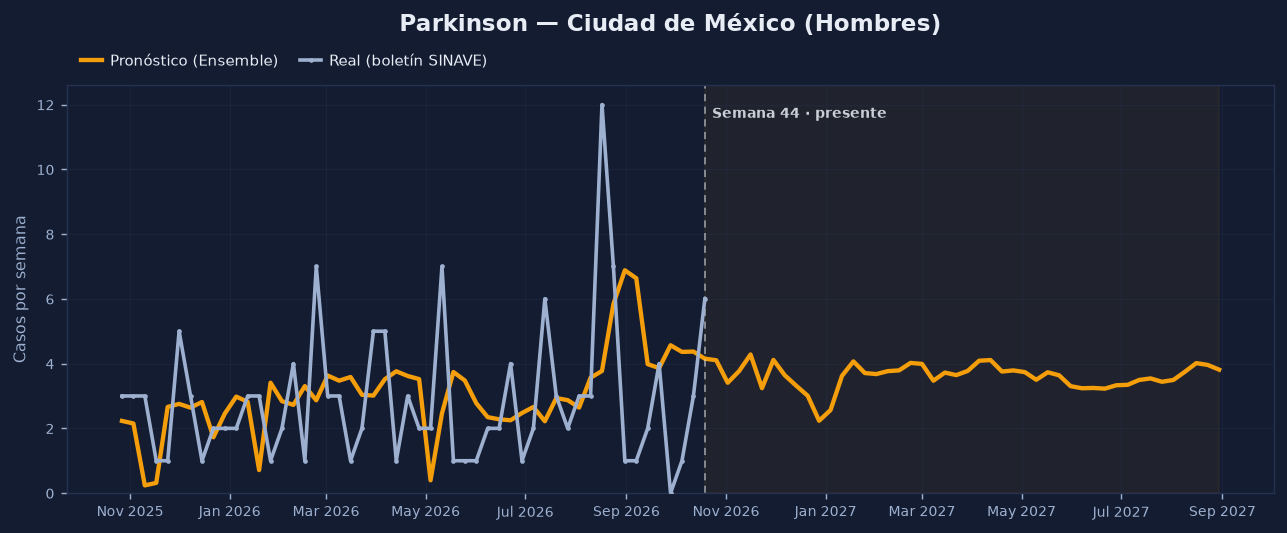 Parkinson — Ciudad de México (Hombres)
Pronóstico (Ensemble)
Real (boletín SINAVE)
Semana 44 · presente
Casos por semana
12
10
8
6
4
2
0
Nov 2025
Jan 2026
Mar 2026
May 2026
Jul 2026
Sep 2026
Nov 2026
Jan 2027
Mar 2027
May 2027
Jul 2027
Sep 2027